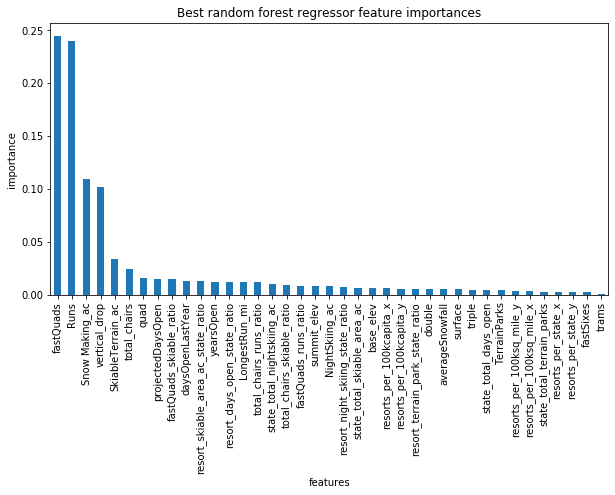 Best random forest regressor feature importances
0.25
0.20
0.15
0.10
0.05
0.00
importance
fastQuads
Runs
Snow Making_ac
vertical_drop
SkiableTerrain_ac
total_chairs
quad
projectedDaysOpen
fastQuads_skiable_ratio
daysOpenLastYear
resort_skiable_area_ac_state_ratio
yearsOpen
resort_days_open_state_ratio
LongestRun_mi
total_chairs_runs_ratio
state_total_nightskiing_ac
total_chairs_skiable_ratio
fastQuads_runs_ratio
summit_elev
NightSkiing_ac
resort_night_skiing_state_ratio
state_total_skiable_area_ac
base_elev
resorts_per_100kcapita_x
resorts_per_100kcapita_y
resort_terrain_park_state_ratio
double
averageSnowfall
surface
triple
state_total_days_open
TerrainParks
resorts_per_100ksq_mile_y
resorts_per_100ksq_mile_x
state_total_terrain_parks
resorts_per_state_x
resorts_per_state_y
fastSixes
trams
features